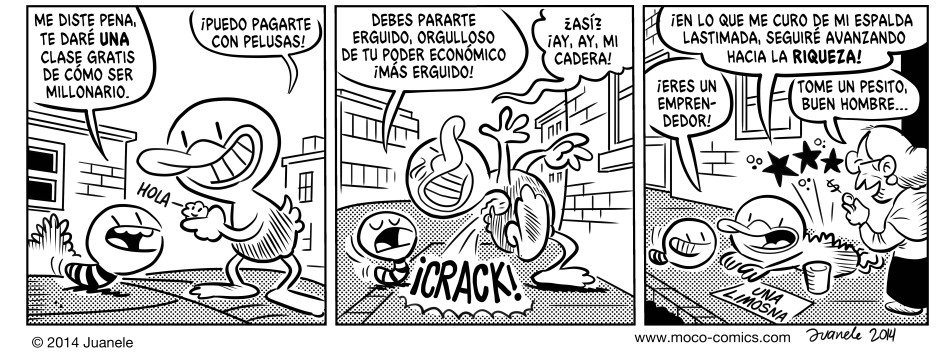 ME DISTE PENA,
TE DARÉ UNA
CLASE GRATIS
DE CÓMO SER
MILLONARIO.
¡PUEDO PAGARTE
CON PELUSAS!
HOLA
DEBES PARARTE
ERGUIDO, ORGULLOSO
DE TU PODER ECONÓMICO
¡MÁS ERGUIDO!
¿ASÍ?
¡AY, AY, MI
CADERA!
¡CRACK!
¡EN LO QUE ME CURO DE MI ESPALDA
LASTIMADA, SEGUIRÉ AVANZANDO
HACIA LA RIQUEZA!
¡ERES UN
EMPREN-
DEDOR!
TOME UN PESITO,
BUEN HOMBRE...
$
UNA
LIMOSNA
© 2014 Juanele
www.moco-comics.com
Juanele 2014